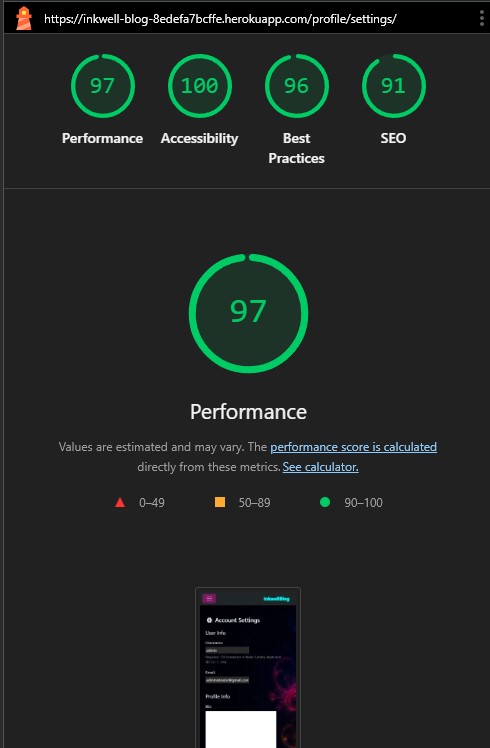 https://inkwell-blog-8edefa7bcffe.herokuapp.com/profile/settings/
97
100
96
91
Performance
Accessibility
Best
Practices
SEO
97
Performance
Values are estimated and may vary. The performance score is calculated
directly from these metrics. See calculator.
0–49
50–89
90–100
InkwellBlog
Account Settings
User Info
Username
admin
Email
Profile Info
Bio